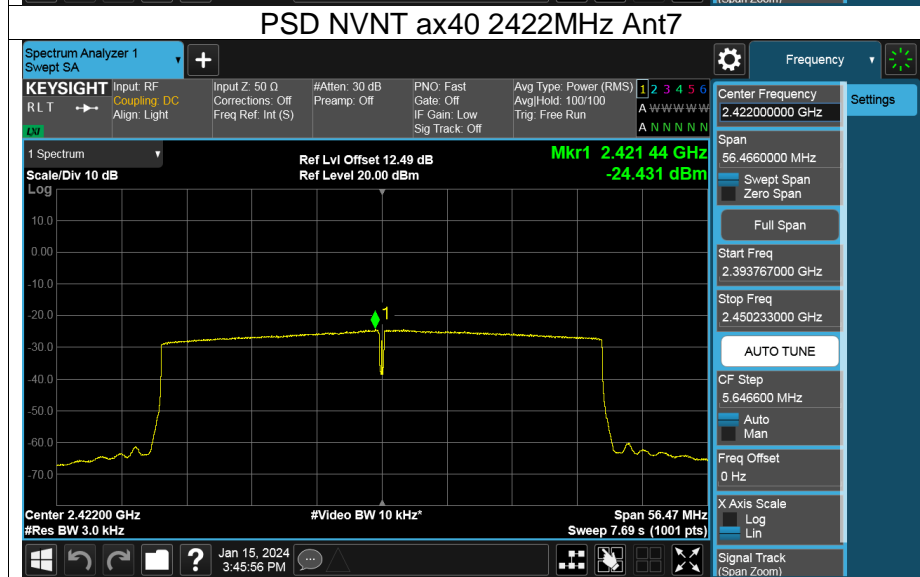 (Span Zoom)
PSD NVNT ax40 2422MHz Ant7
Spectrum Analyzer 1
Swept SA
+
Frequency
KEYSIGHT
RLT
LXI
Input: RF
Coupling: DC
Align: Light
Input Z: 50 Ω
Corrections: Off
Freq Ref: Int (S)
#Atten: 30 dB
Preamp: Off
PNO: Fast
Gate: Off
IF Gain: Low
Sig Track: Off
Avg Type: Power (RMS)
Avg|Hold: 100/100
Trig: Free Run
1 2 3 4 5 6
A W W W W W
A N N N N N
1 Spectrum
Scale/Div 10 dB
Ref Lvl Offset 12.49 dB
Ref Level 20.00 dBm
Mkr1 2.421 44 GHz
-24.431 dBm
Log
10.0
0.00
-10.0
-20.0
-30.0
-40.0
-50.0
-60.0
-70.0
1
Center 2.42200 GHz
#Res BW 3.0 kHz
#Video BW 10 kHz*
Span 56.47 MHz
Sweep 7.69 s (1001 pts)
Center Frequency
2.422000000 GHz
Span
56.4660000 MHz
Swept Span
Zero Span
Full Span
Start Freq
2.393767000 GHz
Stop Freq
2.450233000 GHz
AUTO TUNE
CF Step
5.646600 MHz
Auto
Man
Freq Offset
0 Hz
X Axis Scale
Log
Lin
Signal Track
(Span Zoom)
Settings
?
Jan 15, 2024
3:45:56 PM